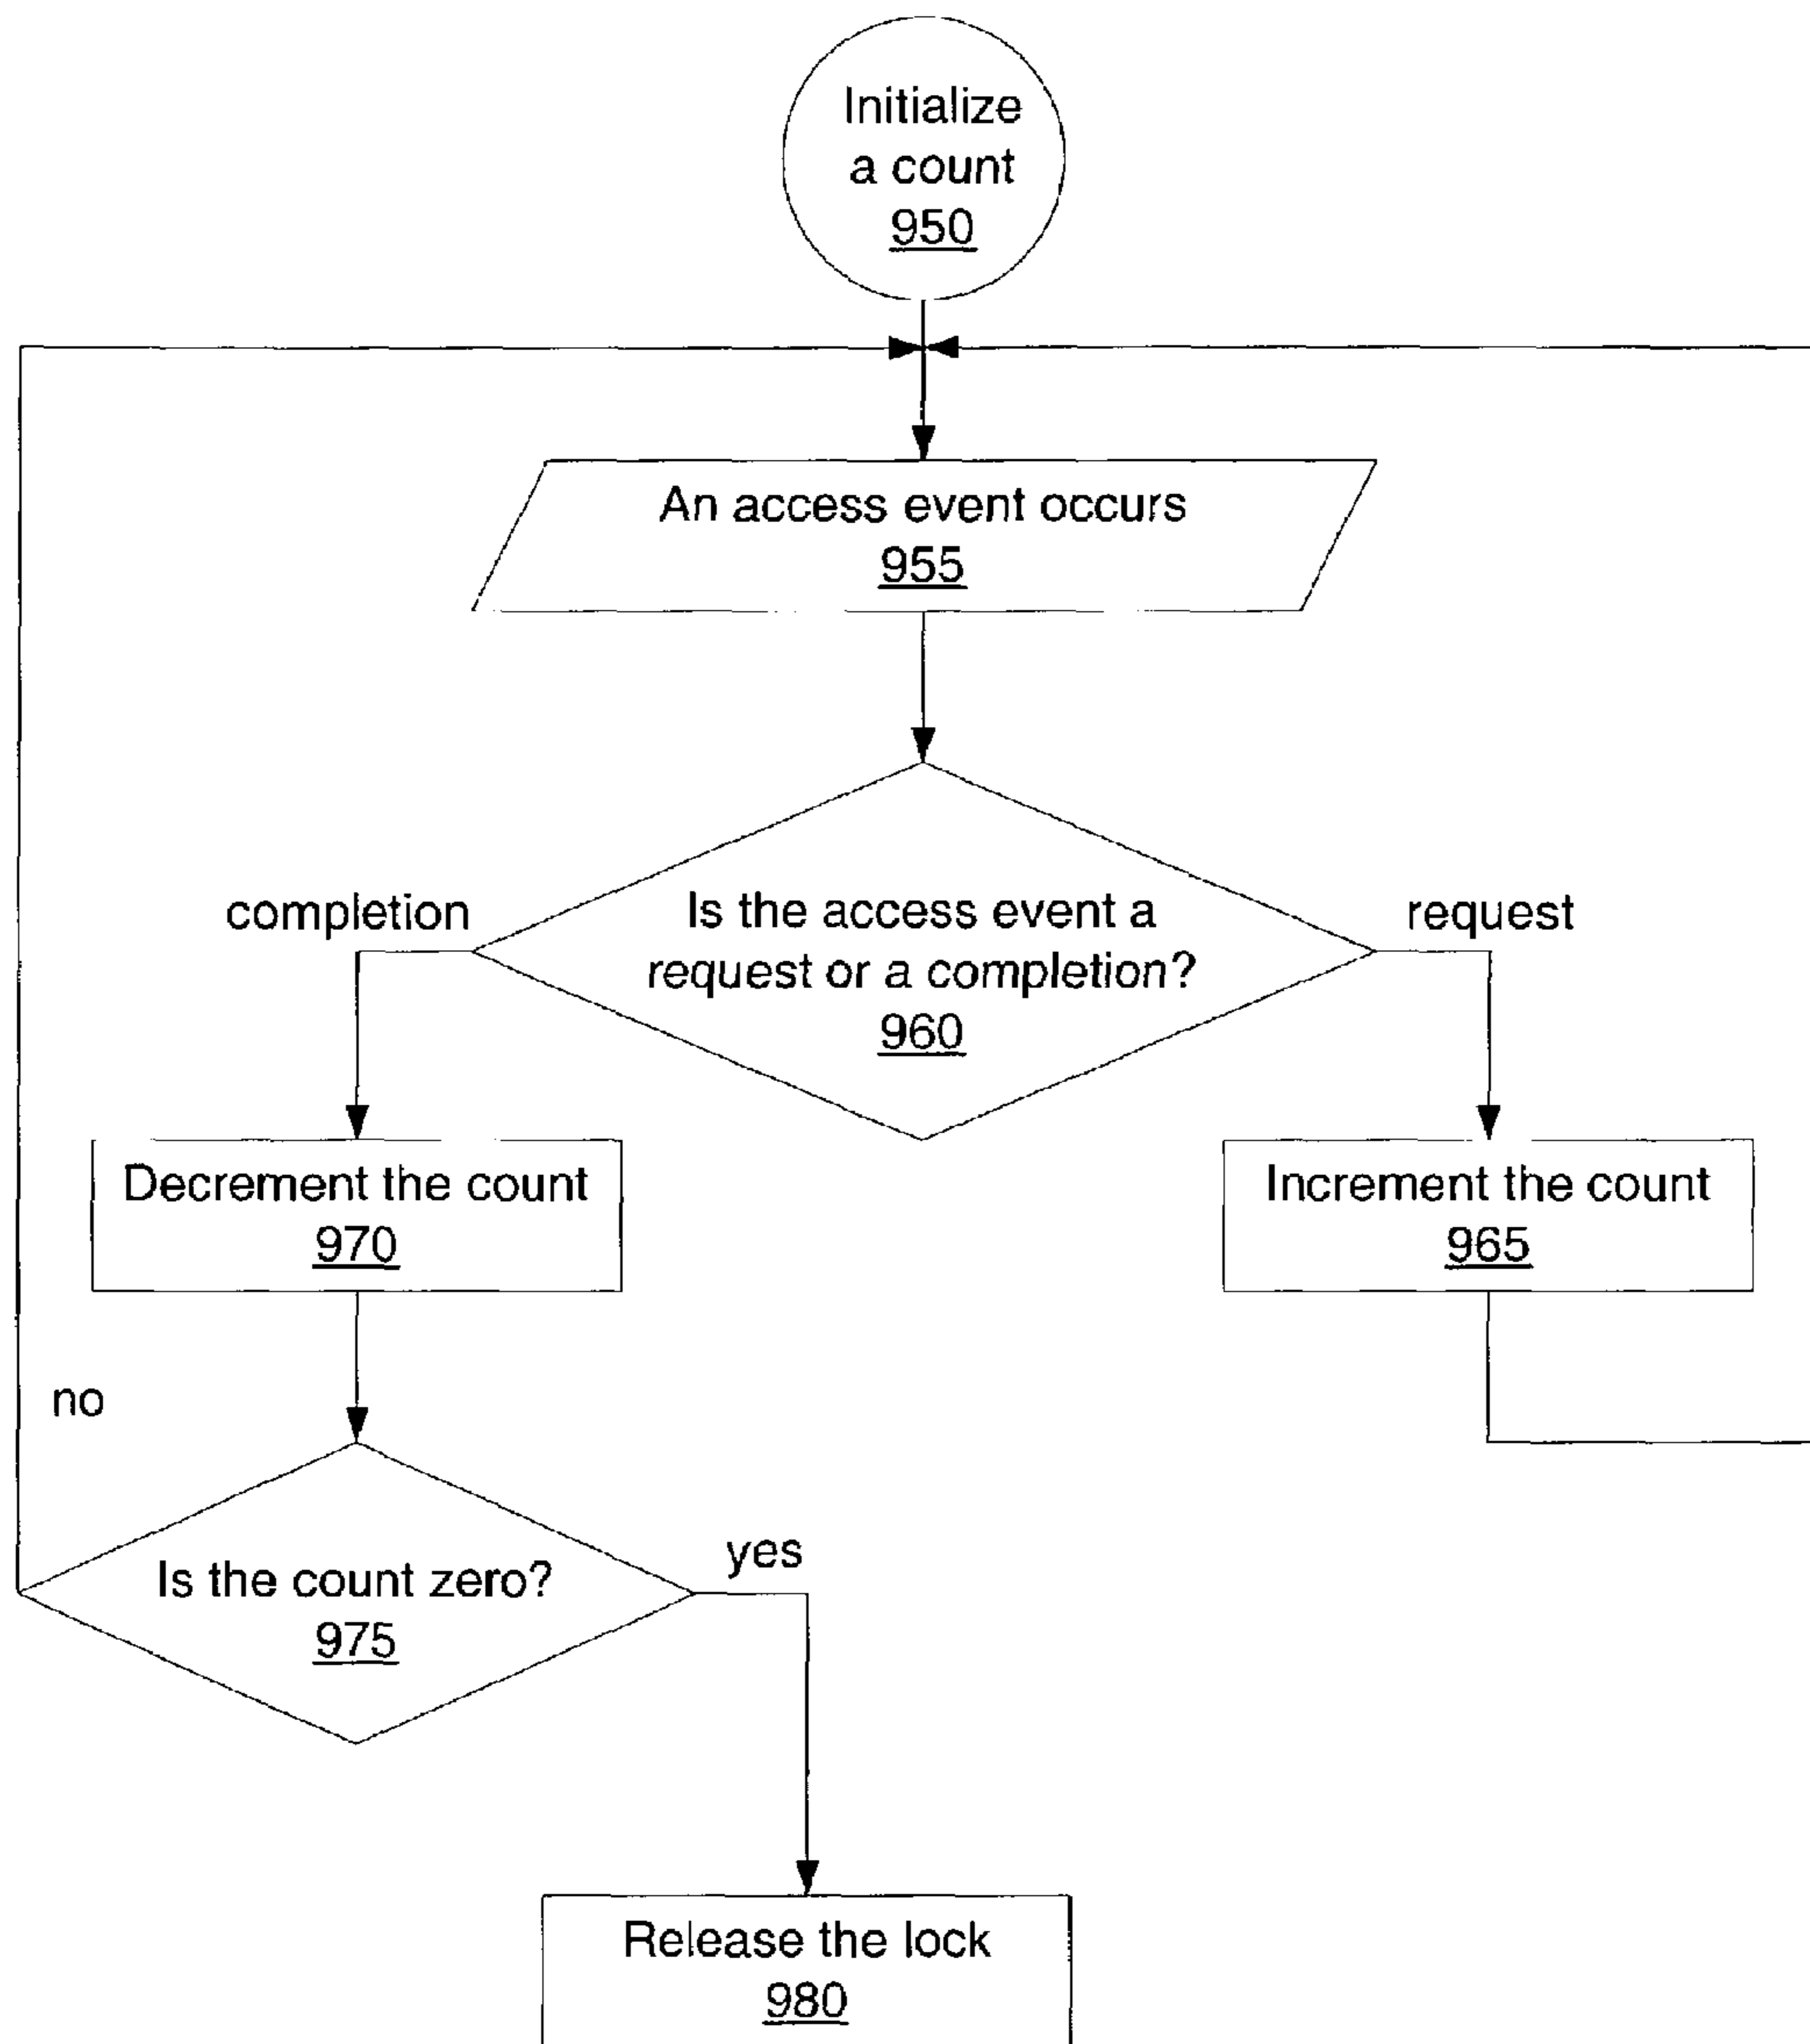 Initialize
a count
950
An access event occurs
955
completion
Is the access event a
request or a completion?
960
request
Decrement the count
970
Increment the count
965
no
Is the count zero?
975
yes
Release the lock
980